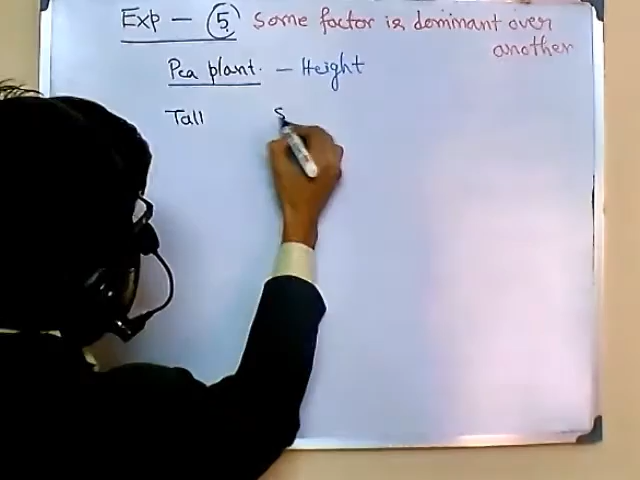 Exp - 5 Some factor is dominant over
another
Pea plant. - Height
Tall S